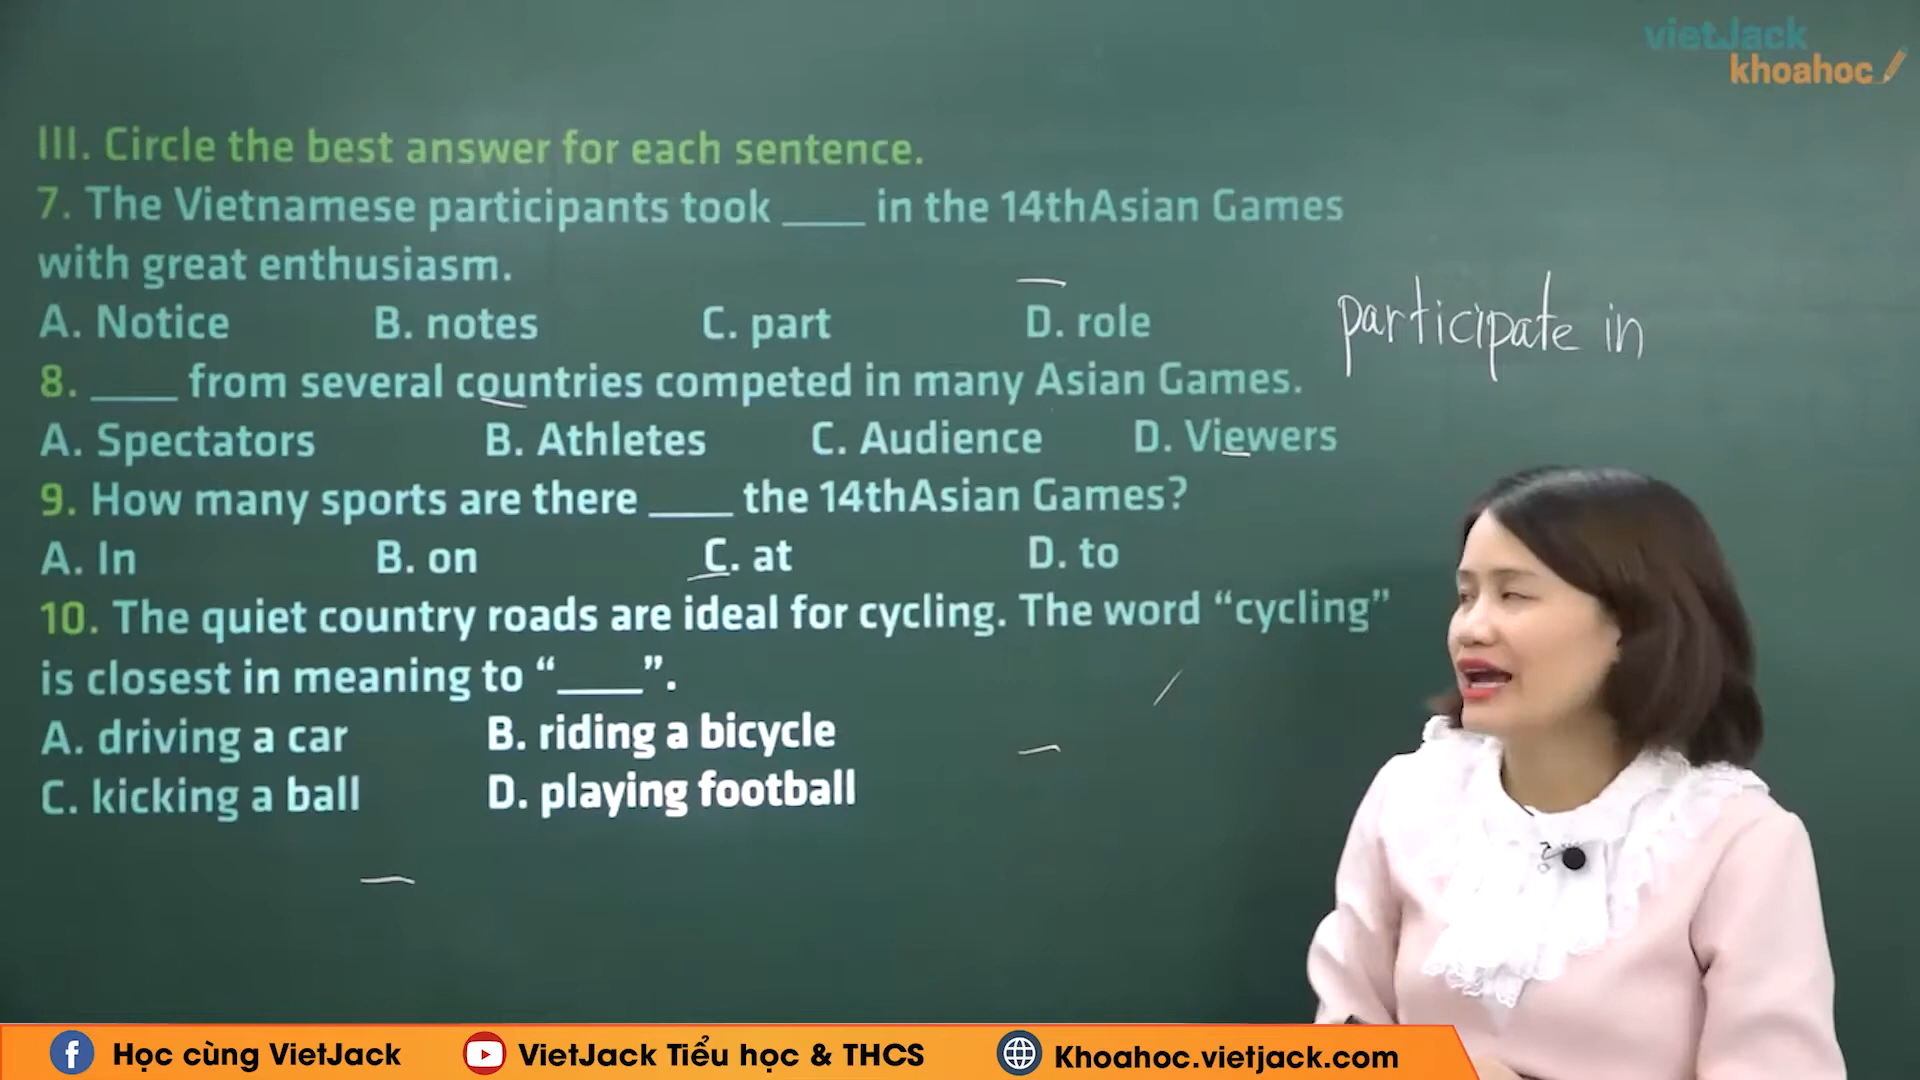 vietJack
khoahoc
III. Circle the best answer for each sentence.
7. The Vietnamese participants took ____ in the 14thAsian Games
with great enthusiasm.
A. Notice B. notes C. part D. role
participate in
8. ____ from several countries competed in many Asian Games.
A. Spectators B. Athletes C. Audience D. Viewers
9. How many sports are there ____ the 14thAsian Games?
A. In B. on C. at D. to
10. The quiet country roads are ideal for cycling. The word “cycling”
is closest in meaning to “____”.
A. driving a car B. riding a bicycle
C. kicking a ball D. playing football
Học cùng VietJack VietJack Tiểu học & THCS Khoahoc.vietjack.com